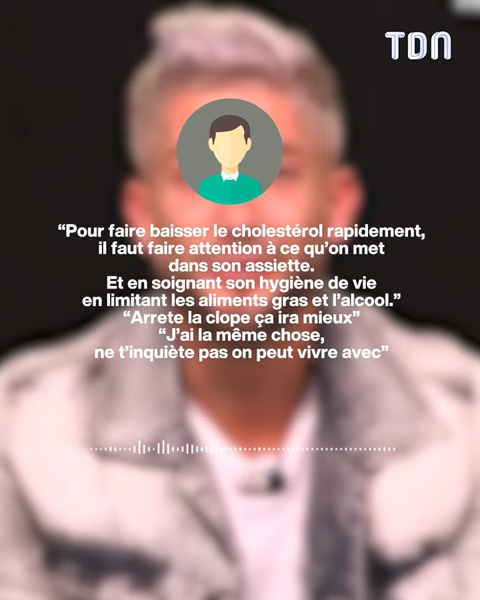 TDN
“Pour faire baisser le cholestérol rapidement,
il faut faire attention à ce qu’on met
dans son assiette.
Et en soignant son hygiène de vie
en limitant les aliments gras et l’alcool.”
“Arrete la clope ça ira mieux”
“J’ai la même chose,
ne t’inquiète pas on peut vivre avec”